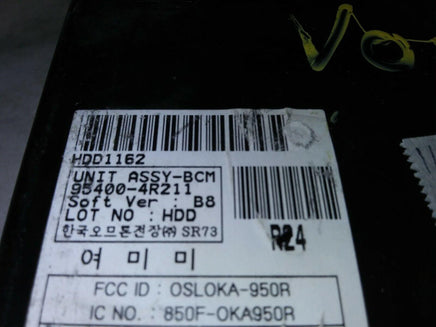 HDD1162
UNIT ASSY-BCM
95400-4R211
Soft Ver : B8
LOT NO : HDD
한국오므론전장㈜ SR73
R24
여 미 미
FCC ID : OSLOKA-950R
IC NO. : 850F-OKA950R